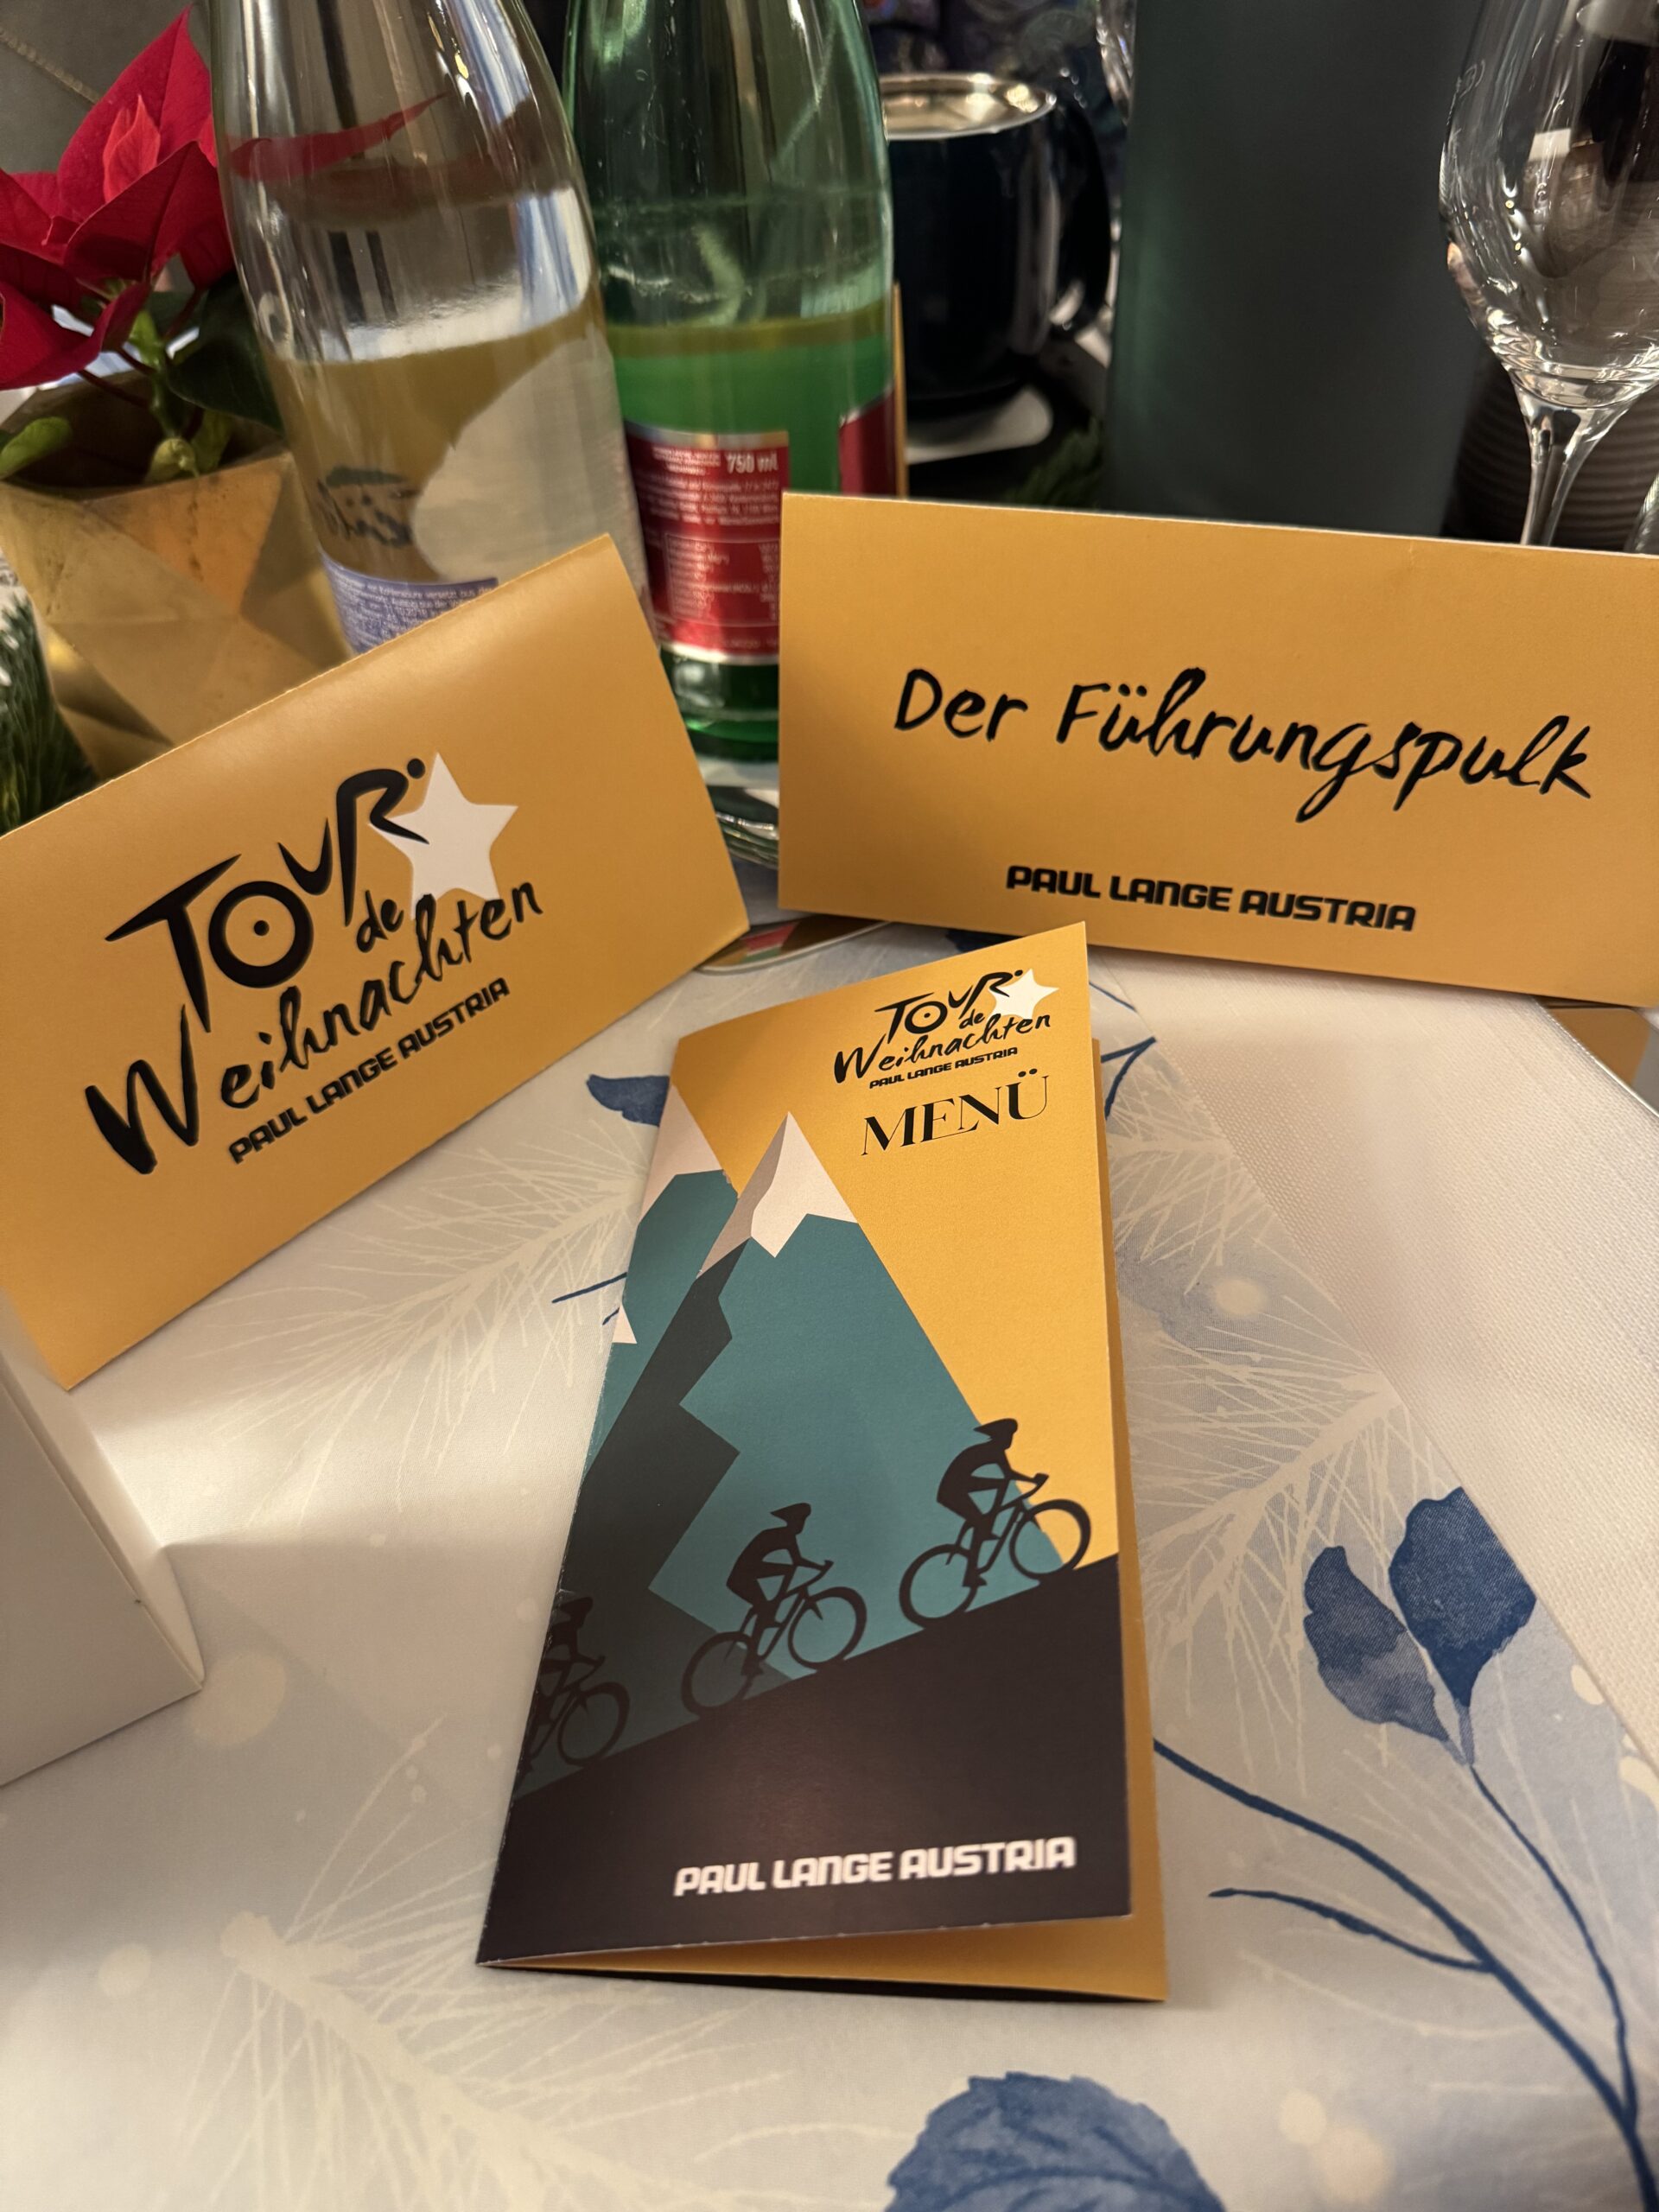 750 ml
TOUR
de
Weihnachten
PAUL LANGE AUSTRIA
Der Führungspulk
PAUL LANGE AUSTRIA
TOUR
de
Weihnachten
PAUL LANGE AUSTRIA
MENÜ
PAUL LANGE AUSTRIA